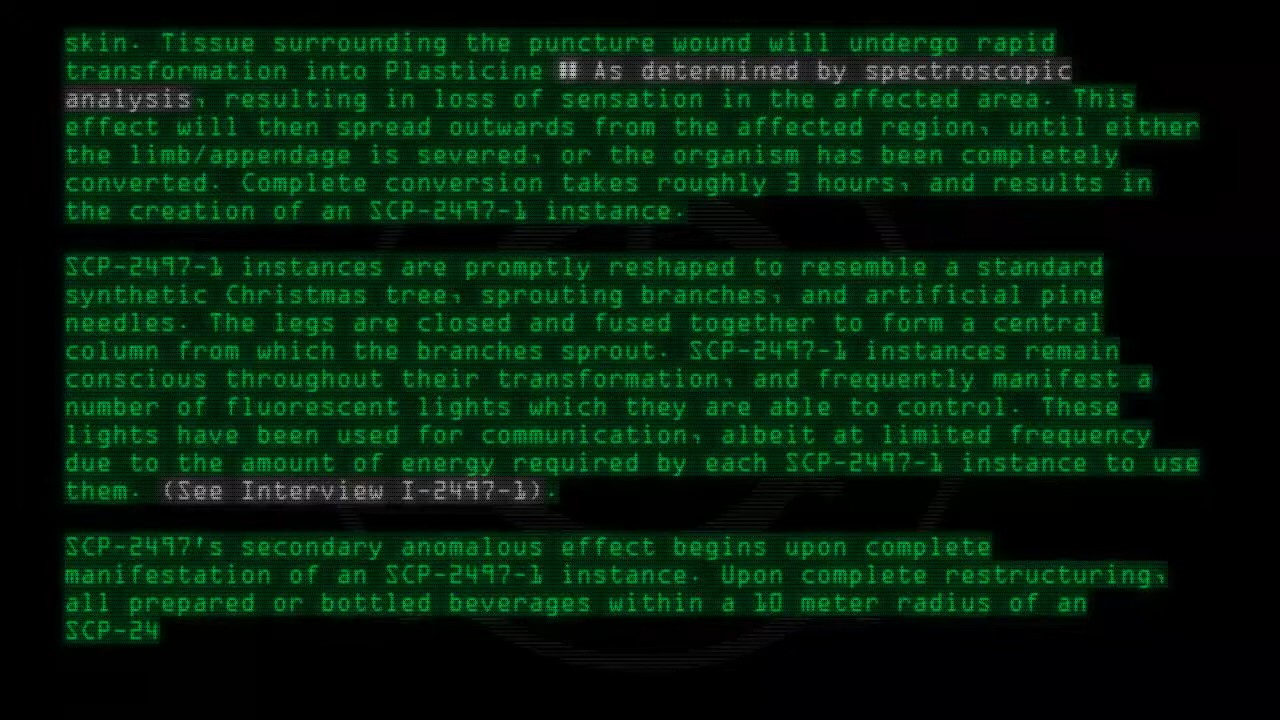 skin. Tissue surrounding the puncture wound will undergo rapid
transformation into Plasticine ## As determined by spectroscopic
analysis, resulting in loss of sensation in the affected area. This
effect will then spread outwards from the affected region, until either
the limb/appendage is severed, or the organism has been completely
converted. Complete conversion takes roughly 3 hours, and results in
the creation of an SCP-2497-1 instance.
SCP-2497-1 instances are promptly reshaped to resemble a standard
synthetic Christmas tree, sprouting branches, and artificial pine
needles. The legs are closed and fused together to form a central
column from which the branches sprout. SCP-2497-1 instances remain
conscious throughout their transformation, and frequently manifest a
number of fluorescent lights which they are able to control. These
lights have been used for communication, albeit at limited frequency
due to the amount of energy required by each SCP-2497-1 instance to use
them. (See Interview I-2497-1).
SCP-2497's secondary anomalous effect begins upon complete
manifestation of an SCP-2497-1 instance. Upon complete restructuring,
all prepared or bottled beverages within a 10 meter radius of an
SCP-24